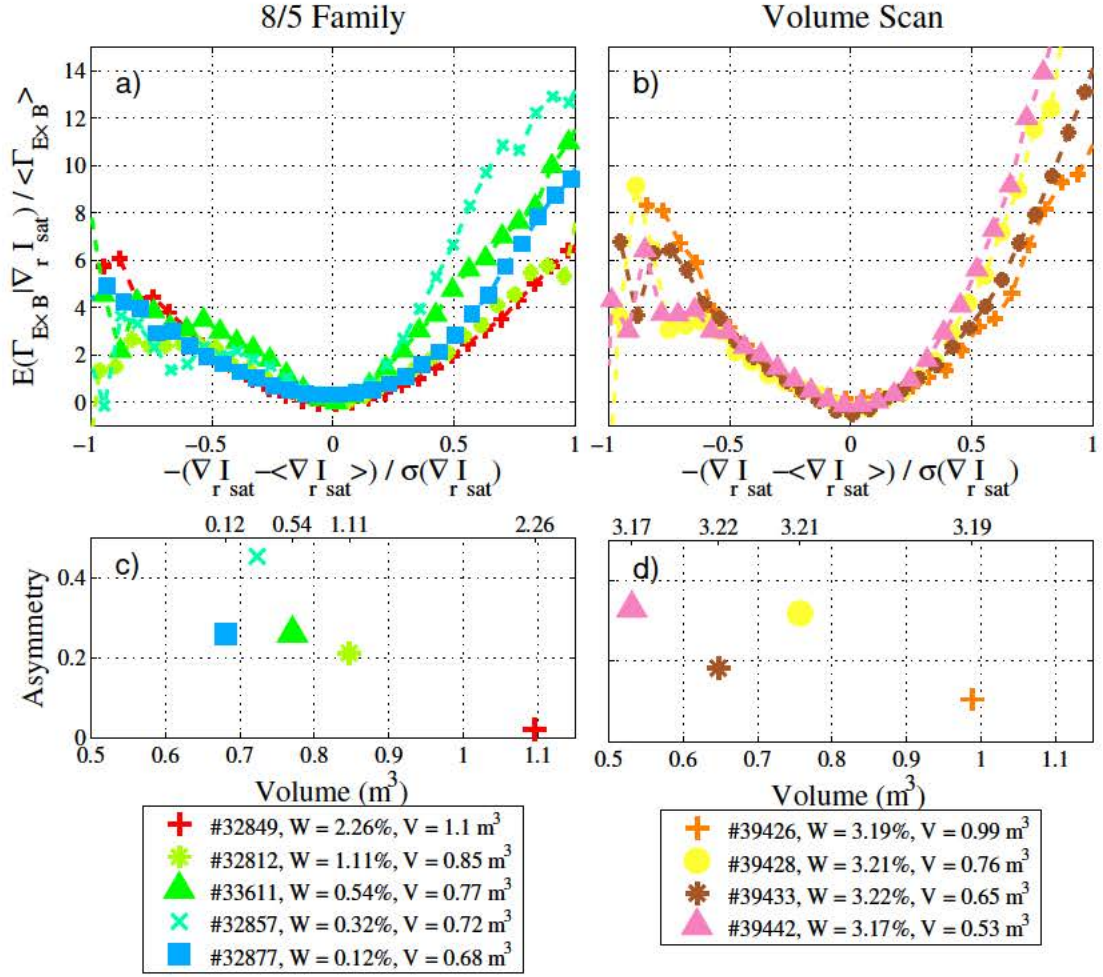 8/5 Family
Volume Scan
a)
b)
E(Γ_E×B |∇_r I_sat) / <Γ_E×B>
14
12
10
8
6
4
2
0
-1 -0.5 0 0.5 1
-1 -0.5 0 0.5 1
-(∇_r I_sat-<∇_r I_sat>) / σ(∇_r I_sat)
-(∇_r I_sat-<∇_r I_sat>) / σ(∇_r I_sat)
0.12 0.54 1.11 2.26
3.17 3.22 3.21 3.19
c)
d)
Asymmetry
0.4
0.2
0
0.5 0.6 0.7 0.8 0.9 1 1.1
0.5 0.6 0.7 0.8 0.9 1 1.1
Volume (m³)
Volume (m³)
#32849, W = 2.26%, V = 1.1 m³
#32812, W = 1.11%, V = 0.85 m³
#33611, W = 0.54%, V = 0.77 m³
#32857, W = 0.32%, V = 0.72 m³
#32877, W = 0.12%, V = 0.68 m³
#39426, W = 3.19%, V = 0.99 m³
#39428, W = 3.21%, V = 0.76 m³
#39433, W = 3.22%, V = 0.65 m³
#39442, W = 3.17%, V = 0.53 m³